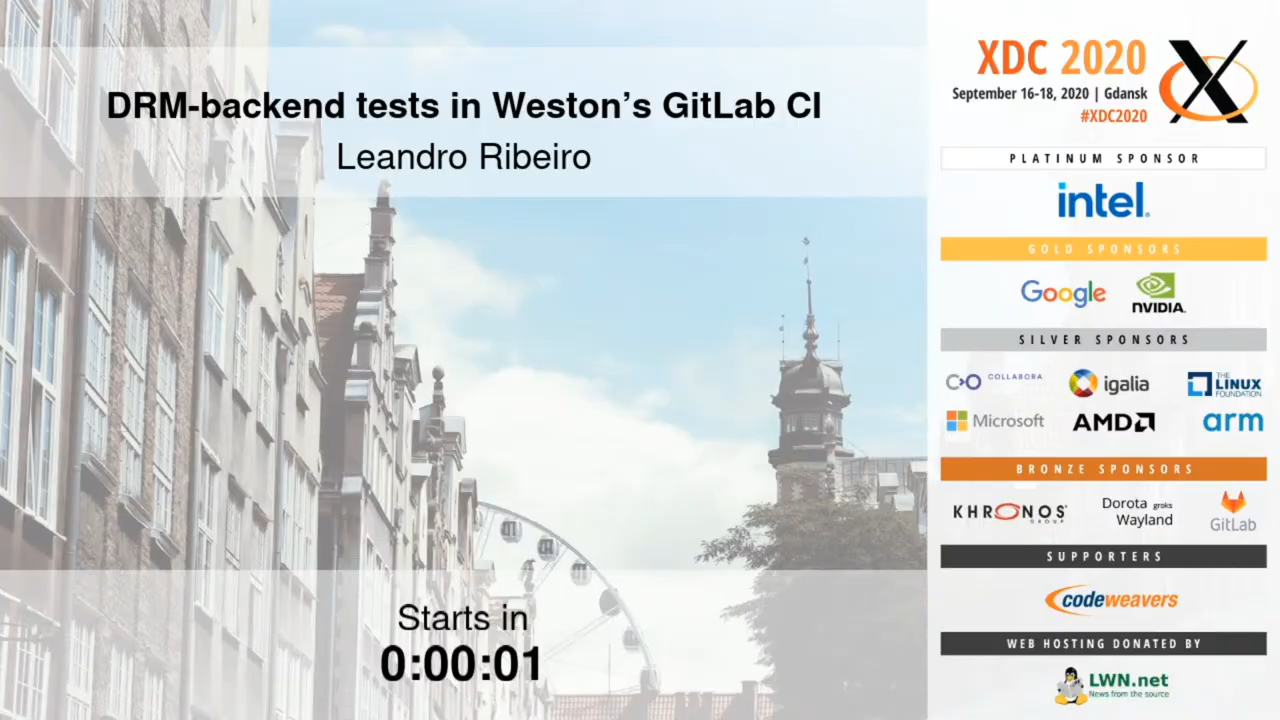 DRM-backend tests in Weston’s GitLab CI
Leandro Ribeiro
Starts in
0:00:01
XDC 2020
September 16-18, 2020 | Gdansk
#XDC2020
PLATINUM SPONSOR
intel.
GOLD SPONSORS
Google
NVIDIA.
SILVER SPONSORS
COLLABORA
igalia
THE
LINUX
FOUNDATION
Microsoft
AMD
arm
BRONZE SPONSORS
KHRONOS
GROUP
Dorota groks
Wayland
GitLab
SUPPORTERS
codeweavers
WEB HOSTING DONATED BY
LWN.net
News from the source